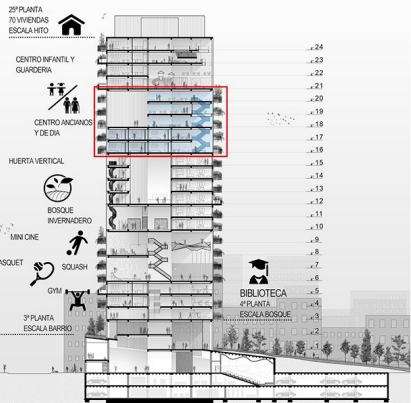 25ª PLANTA
70 VIVIENDAS
ESCALA HITO
CENTRO INFANTIL Y
GUARDERIA
CENTRO ANCIANOS
Y DE DIA
HUERTA VERTICAL
BOSQUE
INVERNADERO
MINI CINE
ASQUET
SQUASH
GYM
3ª PLANTA
ESCALA BARRIO
BIBLIOTECA
4ª PLANTA
ESCALA BOSQUE
24
23
22
21
20
19
18
17
16
15
14
13
12
11
10
9
8
7
6
5
4
3
2
1